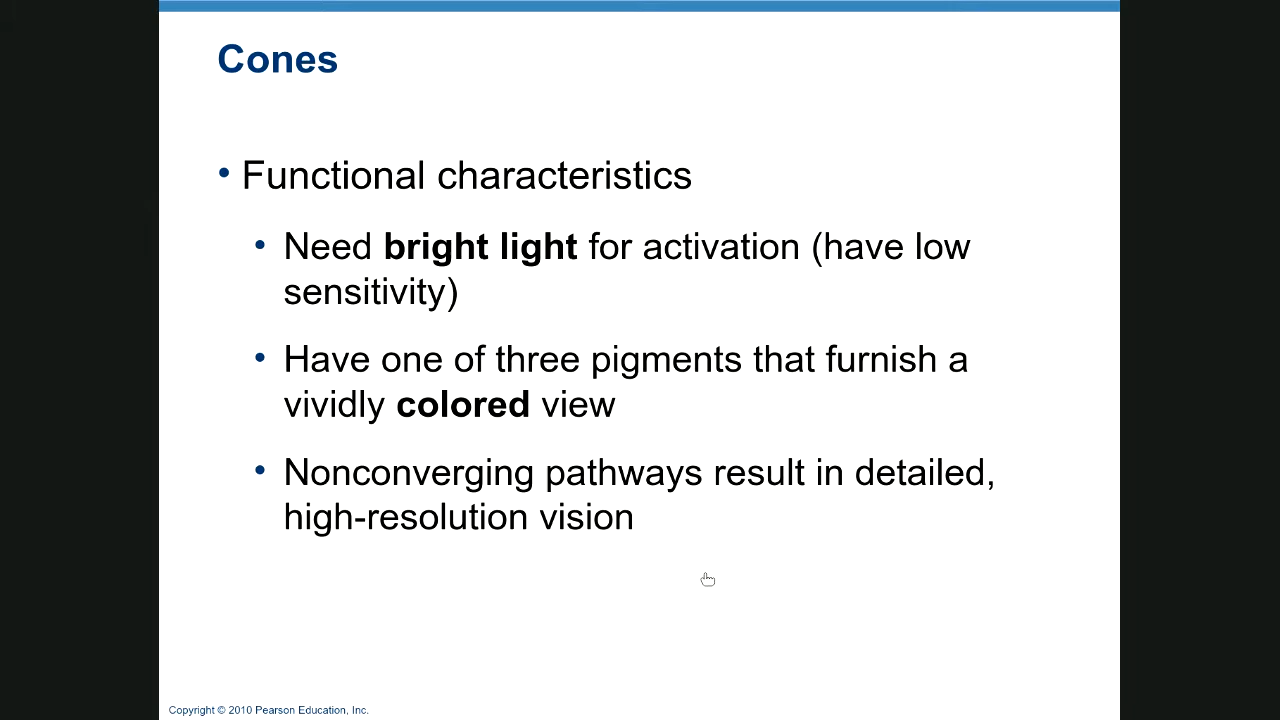 Cones
• Functional characteristics
• Need bright light for activation (have low
sensitivity)
• Have one of three pigments that furnish a
vividly colored view
• Nonconverging pathways result in detailed,
high-resolution vision
Copyright © 2010 Pearson Education, Inc.